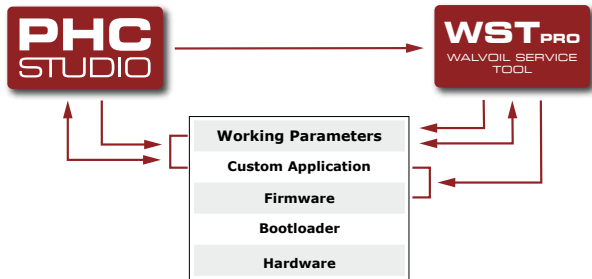 PHC
STUDIO
WST PRO
WALVOIL SERVICE
TOOL
Working Parameters
Custom Application
Firmware
Bootloader
Hardware